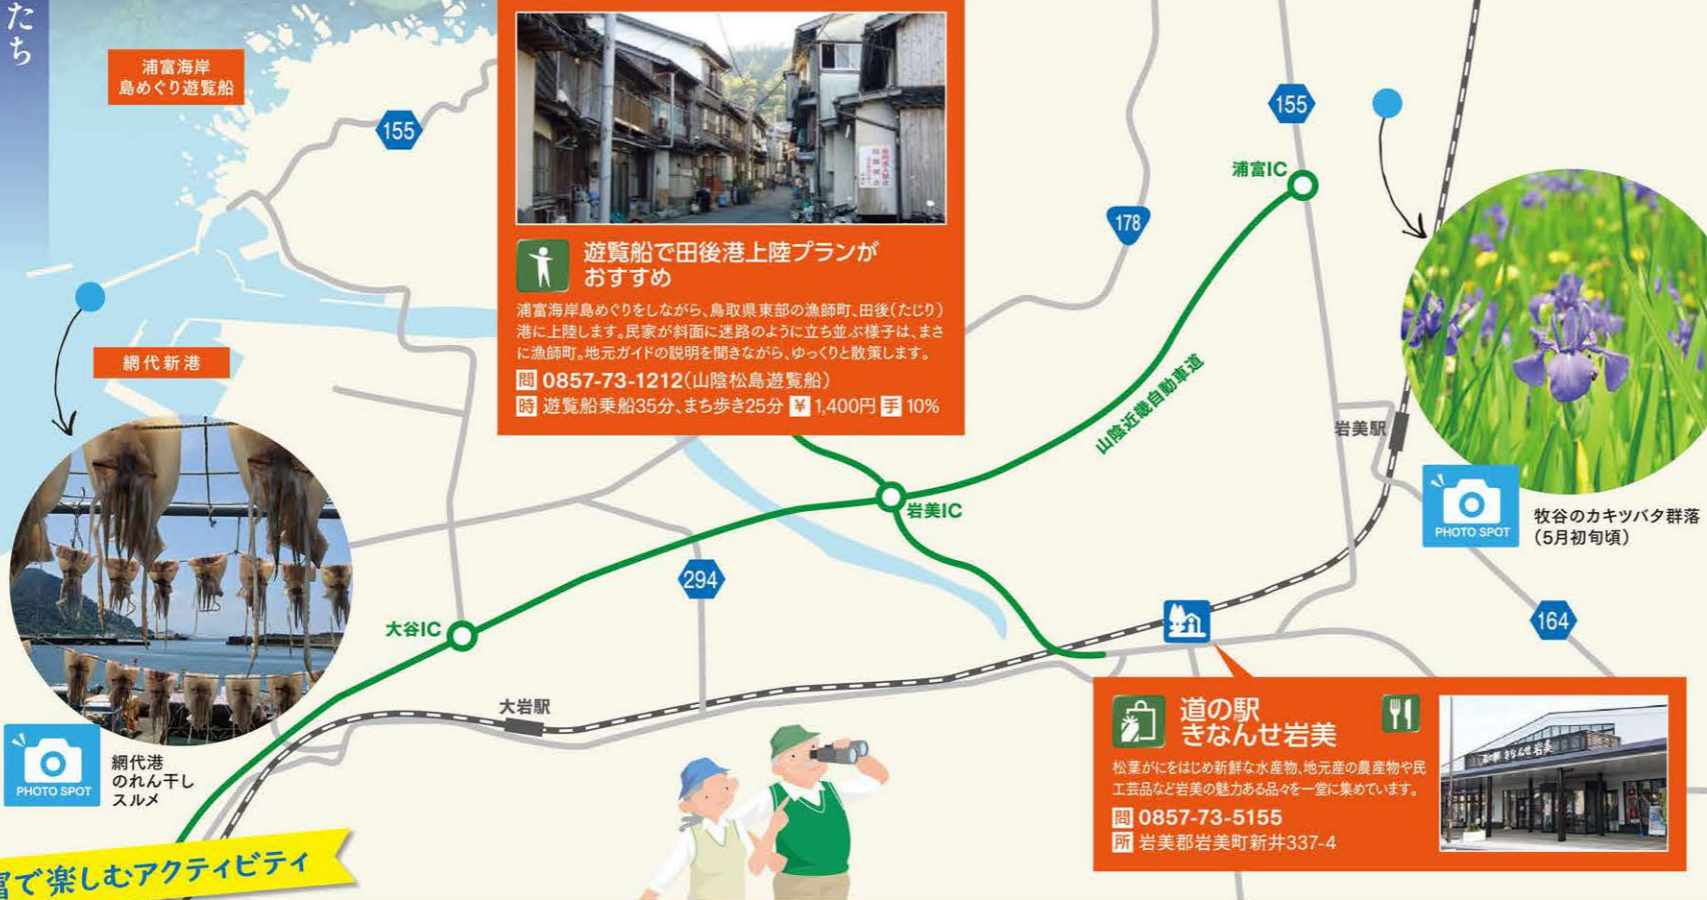 たち
浦富海岸
島めぐり遊覧船
155
遊覧船で田後港上陸プランが
おすすめ
浦富海岸島めぐりをしながら、鳥取県東部の漁師町、田後(たじり)
港に上陸します。民家が斜面に迷路のように立ち並ぶ様子は、まさ
に漁師町。地元ガイドの説明を聞きながら、ゆっくりと散策します。
問 0857-73-1212(山陰松島遊覧船)
時 遊覧船乗船35分、まち歩き25分 ¥ 1,400円 手 10%
155
浦富IC
178
山陰近畿自動車道
岩美駅
網代新港
岩美IC
PHOTO SPOT
牧谷のカキツバタ群落
(5月初旬頃)
294
164
大谷IC
大岩駅
PHOTO SPOT
網代港
のれん干し
スルメ
道の駅
きなんせ岩美
松葉がにをはじめ新鮮な水産物、地元産の農産物や民
工芸品など岩美の魅力ある品々を一堂に集めています。
問 0857-73-5155
所 岩美郡岩美町新井337-4
道の駅 きなんせ岩美
富で楽しむアクティビティ